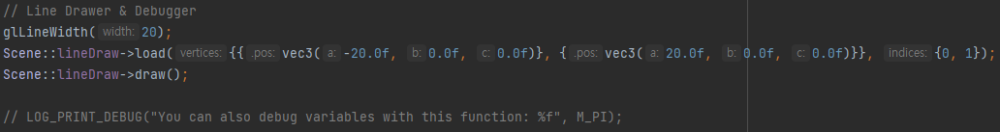 // Line Drawer & Debugger
glLineWidth( width: 20);
Scene::lineDraw->load( vertices: {{ .pos: vec3( a: -20.0f, b: 0.0f, c: 0.0f)}, { .pos: vec3( a: 20.0f, b: 0.0f, c: 0.0f)}}, indices: {0, 1});
Scene::lineDraw->draw();
// LOG_PRINT_DEBUG("You can also debug variables with this function: %f", M_PI);